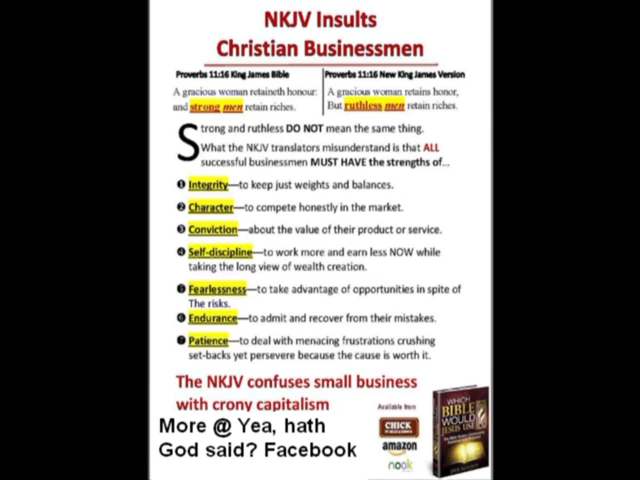 NKJV Insults
Christian Businessmen
Proverbs 11:16 King James Bible
A gracious woman retaineth honour:
and strong men retain riches.
Proverbs 11:16 New King James Version
A gracious woman retains honor,
But ruthless men retain riches.
Strong and ruthless DO NOT mean the same thing.
What the NKJV translators misunderstand is that ALL
successful businessmen MUST HAVE the strengths of...
❶ Integrity—to keep just weights and balances.
❷ Character—to compete honestly in the market.
❸ Conviction—about the value of their product or service.
❹ Self-discipline—to work more and earn less NOW while
taking the long view of wealth creation.
❺ Fearlessness—to take advantage of opportunities in spite of
The risks.
❻ Endurance—to admit and recover from their mistakes.
❼ Patience—to deal with menacing frustrations crushing
set-backs yet persevere because the cause is worth it.
The NKJV confuses small business
with crony capitalism
More @ Yea, hath
God said? Facebook
Available from
CHICK
PUBLICATIONS
amazon
nook
WHICH
BIBLE
WOULD
JESUS USE